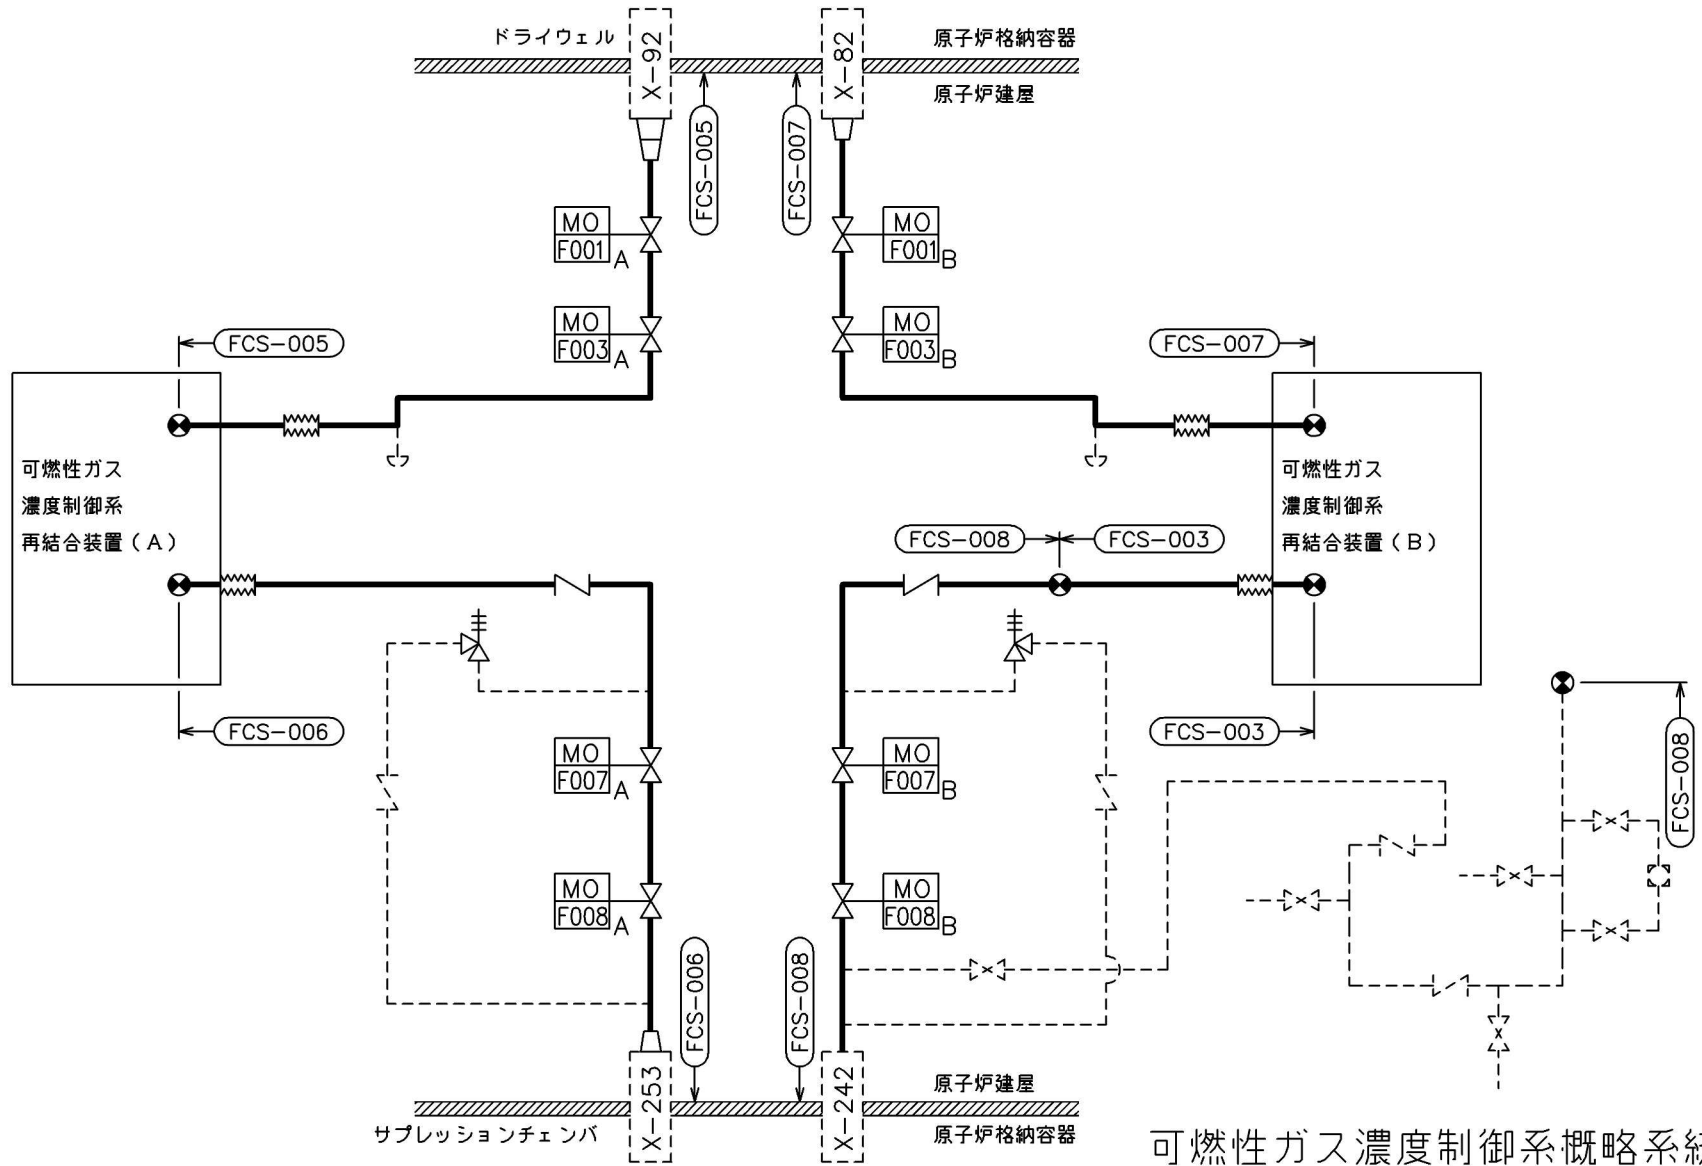 ドライウェル
X-92
X-82
原子炉格納容器
原子炉建屋
FCS-005
FCS-007
MO
F001
A
MO
F001
B
MO
F003
A
MO
F003
B
FCS-005
FCS-007
可燃性ガス
濃度制御系
再結合装置(A)
可燃性ガス
濃度制御系
再結合装置(B)
FCS-008
FCS-003
FCS-006
FCS-003
FCS-008
MO
F007
A
MO
F007
B
MO
F008
A
MO
F008
B
FCS-006
FCS-008
X-253
X-242
原子炉建屋
サプレッションチェンバ
原子炉格納容器
可燃性ガス濃度制御系概略系統